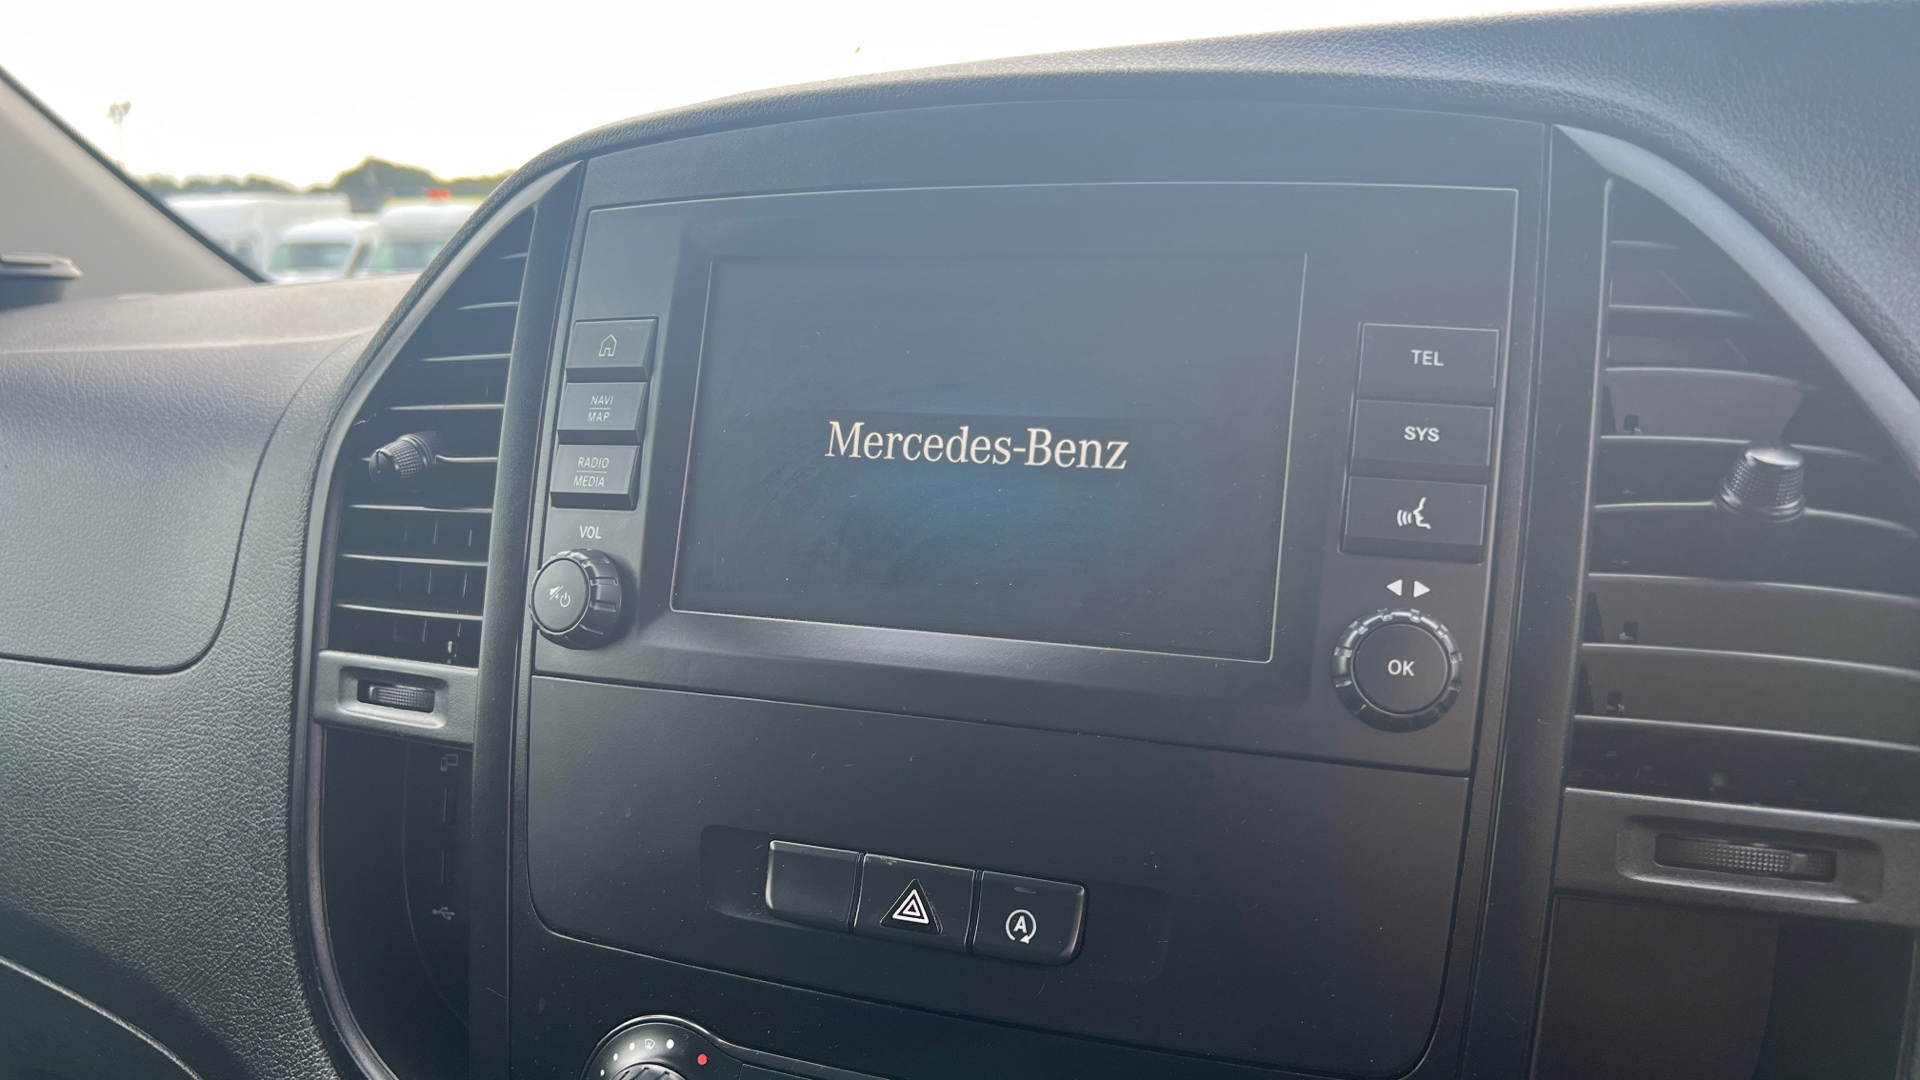 NAVI
MAP
RADIO
MEDIA
VOL
Mercedes-Benz
TEL
SYS
OK
A